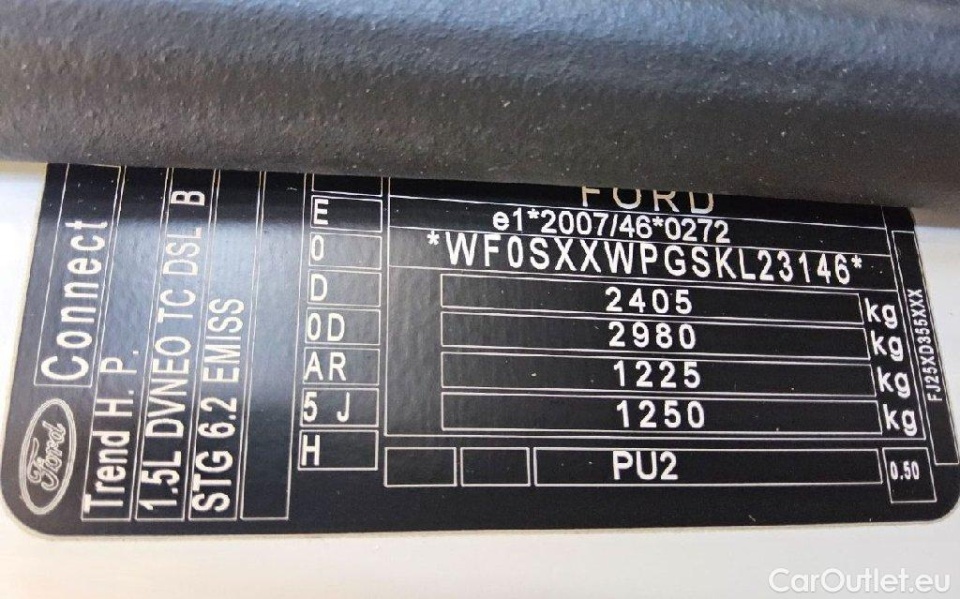 FORD
e1*2007/46*0272
*WF0SXXWPGSKL23146*
2405 kg
2980 kg
1225 kg
1250 kg
PU2
0.50
FJ25XD355XXX
E
0
D
0D
AR
5 J
H
Connect
Trend H.P.
1.5L DVNEO TC DSL B
STG 6.2 EMISS
Ford
CarOutlet.eu